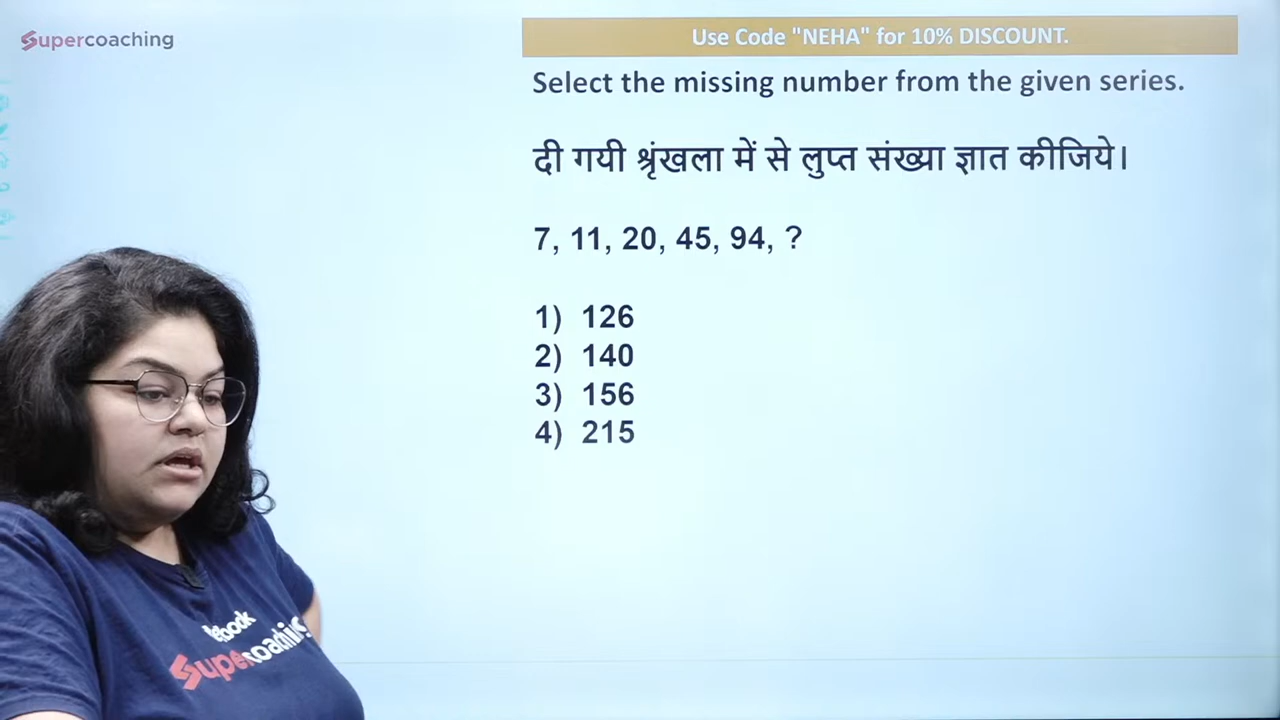 Supercoaching
Use Code "NEHA" for 10% DISCOUNT.
Select the missing number from the given series.
दी गयी श्रृंखला में से लुप्त संख्या ज्ञात कीजिये।
7, 11, 20, 45, 94, ?
1) 126
2) 140
3) 156
4) 215
Supercoaching